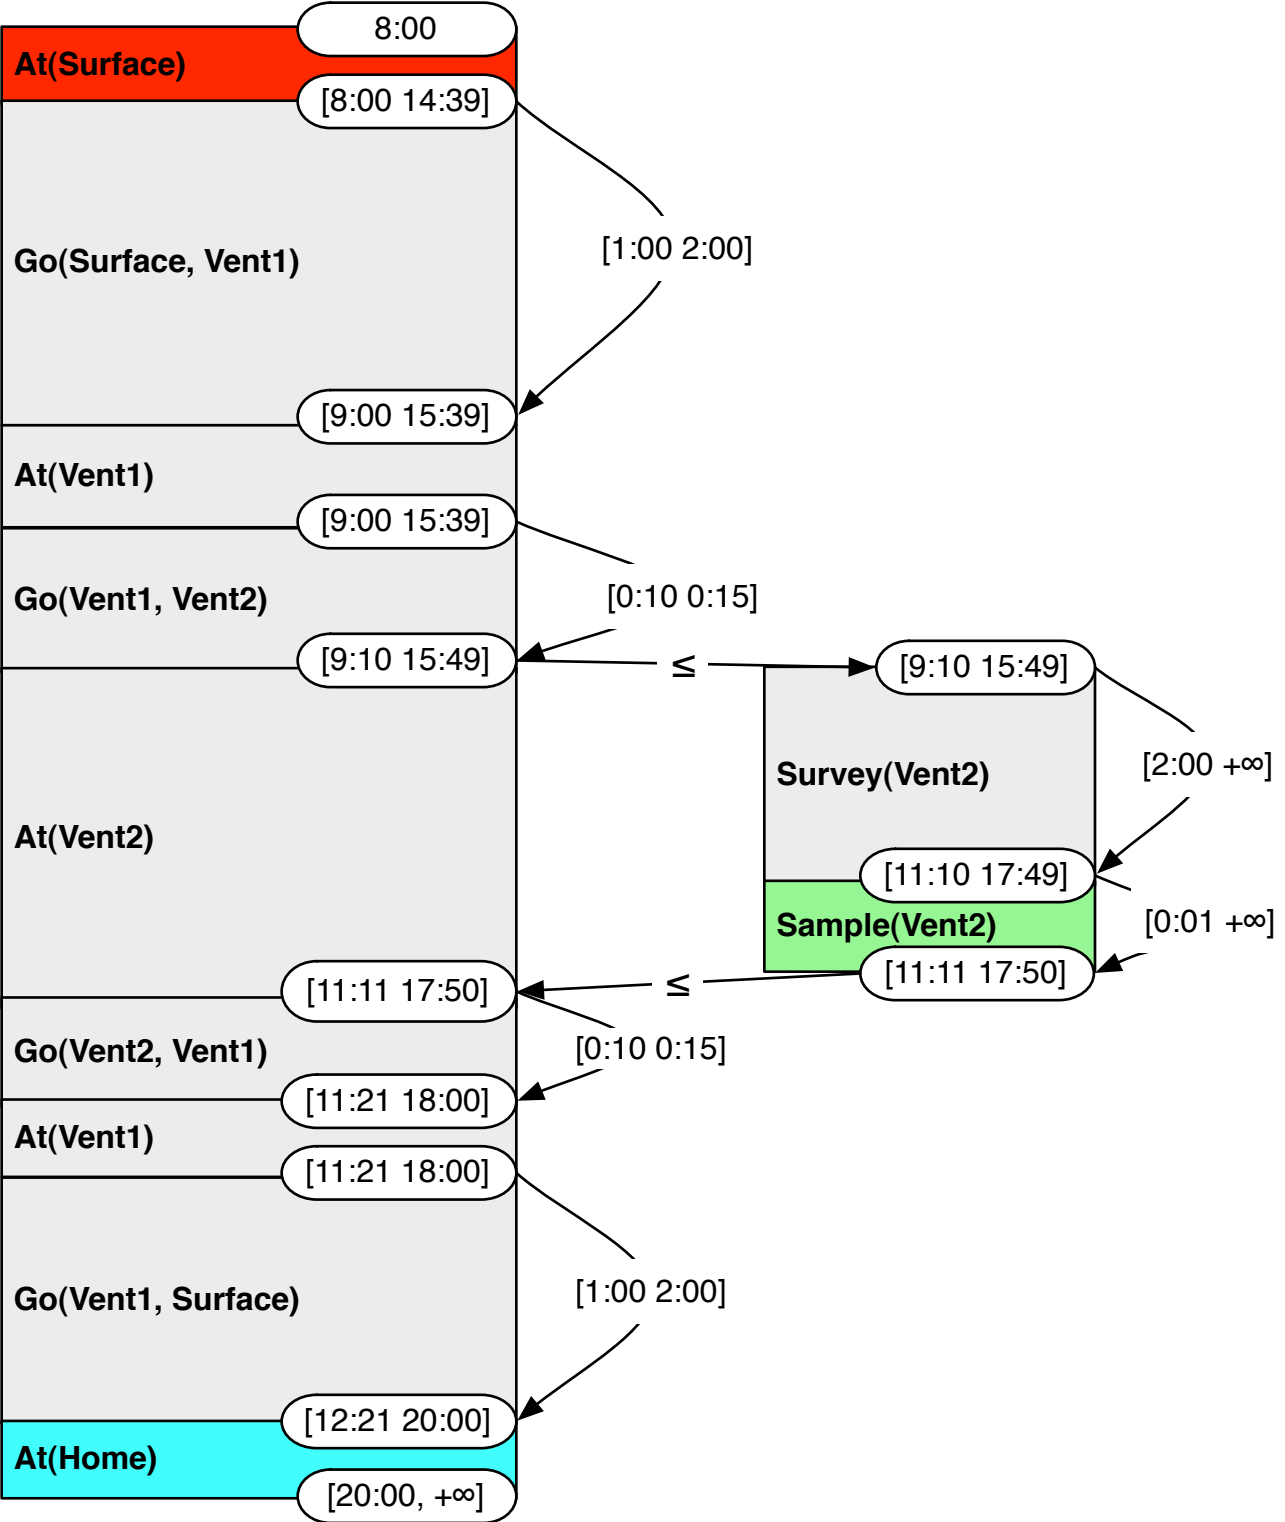 8:00
At(Surface)
[8:00 14:39]
[1:00 2:00]
Go(Surface, Vent1)
[9:00 15:39]
At(Vent1)
[9:00 15:39]
[0:10 0:15]
Go(Vent1, Vent2)
[9:10 15:49]
≤
[9:10 15:49]
[2:00 +∞]
Survey(Vent2)
At(Vent2)
[11:10 17:49]
[0:01 +∞]
Sample(Vent2)
[11:11 17:50]
≤
[11:11 17:50]
Go(Vent2, Vent1)
[0:10 0:15]
[11:21 18:00]
At(Vent1)
[11:21 18:00]
[1:00 2:00]
Go(Vent1, Surface)
[12:21 20:00]
At(Home)
[20:00, +∞]